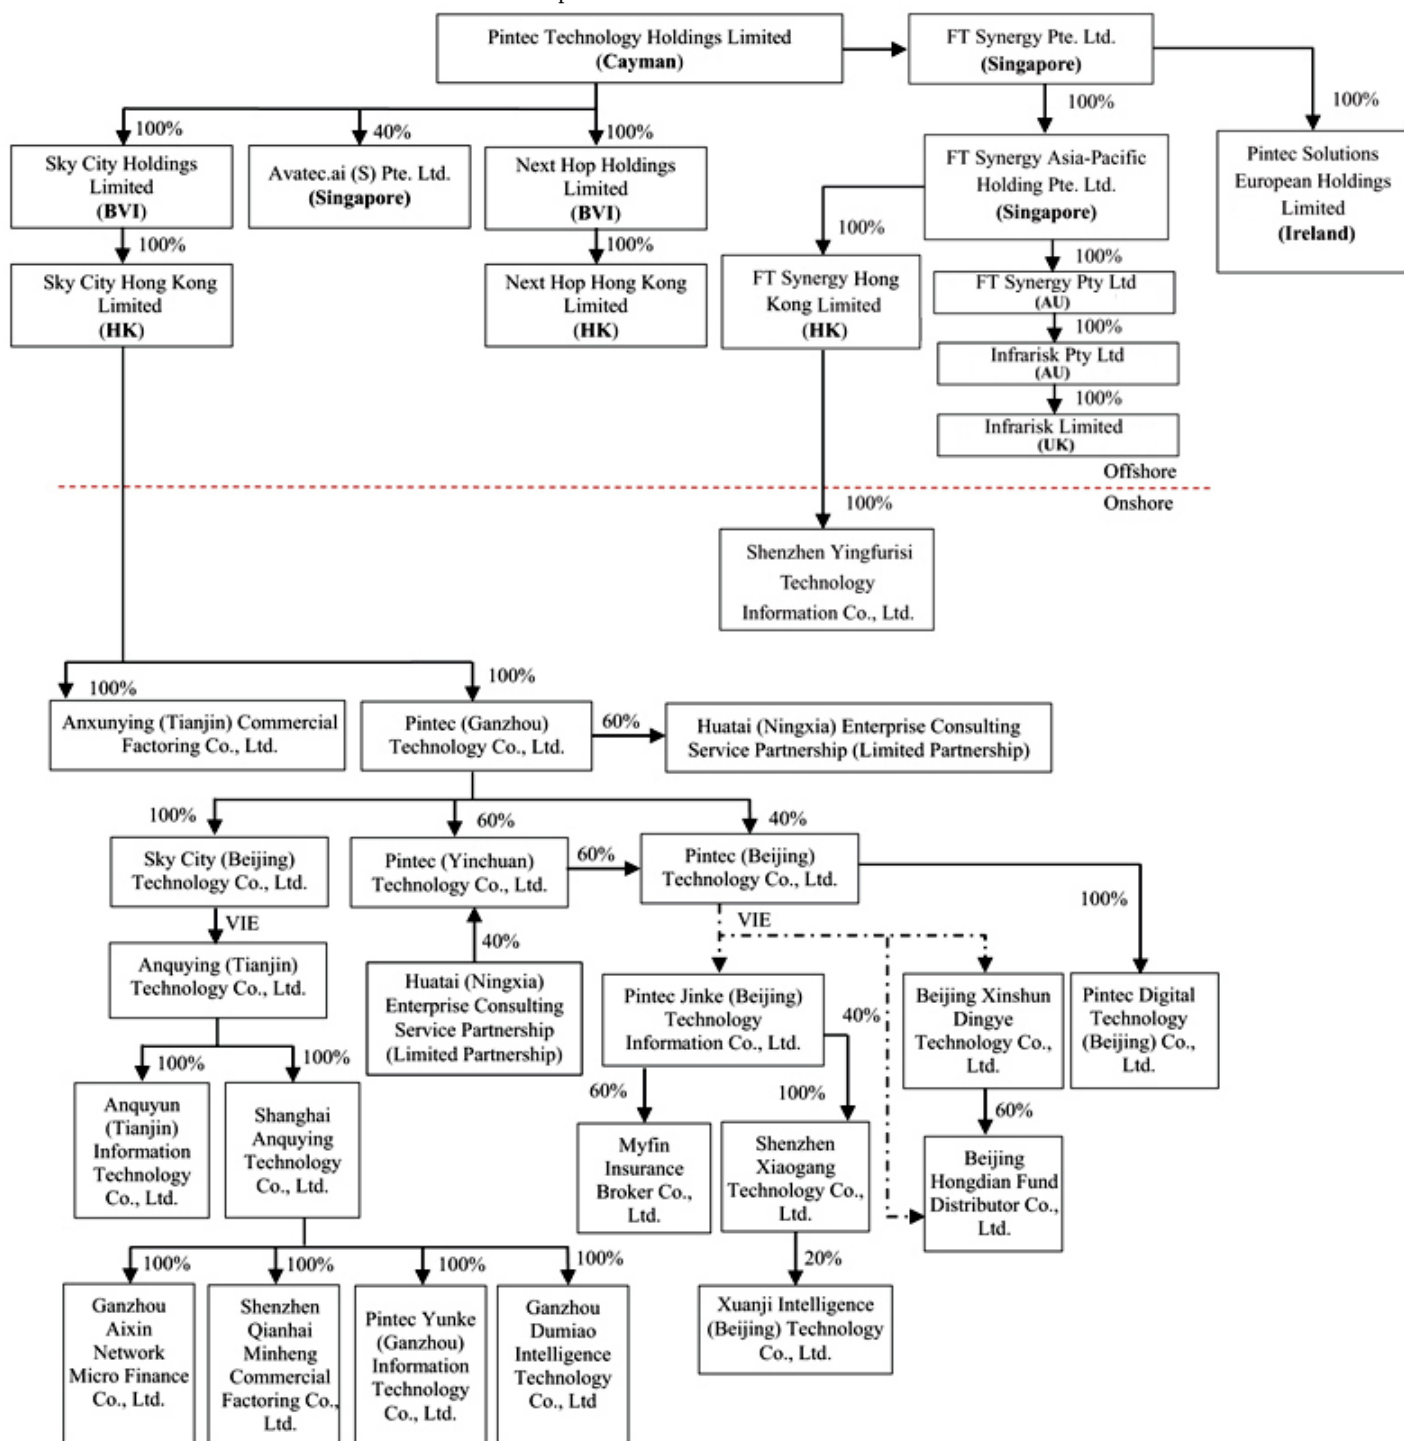 Pintec Technology Holdings Limited
(Cayman)
FT Synergy Pte. Ltd.
(Singapore)
100%
40%
100%
100%
100%
Sky City Holdings
Limited
(BVI)
Avatec.ai (S) Pte. Ltd.
(Singapore)
Next Hop Holdings
Limited
(BVI)
FT Synergy Asia-Pacific
Holding Pte. Ltd.
(Singapore)
Pintec Solutions
European Holdings
Limited
(Ireland)
100%
100%
100%
100%
Sky City Hong Kong
Limited
(HK)
Next Hop Hong Kong
Limited
(HK)
FT Synergy Hong
Kong Limited
(HK)
FT Synergy Pty Ltd
(AU)
100%
Infrarisk Pty Ltd
(AU)
100%
Infrarisk Limited
(UK)
Offshore
Onshore
100%
Shenzhen Yingfurisi
Technology
Information Co., Ltd.
100%
100%
Anxunying (Tianjin) Commercial
Factoring Co., Ltd.
Pintec (Ganzhou)
Technology Co., Ltd.
60%
Huatai (Ningxia) Enterprise Consulting
Service Partnership (Limited Partnership)
100%
60%
40%
Sky City (Beijing)
Technology Co., Ltd.
Pintec (Yinchuan)
Technology Co., Ltd.
60%
Pintec (Beijing)
Technology Co., Ltd.
VIE
40%
VIE
100%
Anquying (Tianjin)
Technology Co., Ltd.
Huatai (Ningxia)
Enterprise Consulting
Service Partnership
(Limited Partnership)
Pintec Jinke (Beijing)
Technology
Information Co., Ltd.
40%
Beijing Xinshun
Dingye
Technology Co.,
Ltd.
Pintec Digital
Technology
(Beijing) Co.,
Ltd.
100%
100%
60%
100%
60%
Anquyun
(Tianjin)
Information
Technology
Co., Ltd.
Shanghai
Anquying
Technology
Co., Ltd.
Myfin
Insurance
Broker Co.,
Ltd.
Shenzhen
Xiaogang
Technology Co.,
Ltd.
Beijing
Hongdian Fund
Distributor Co.,
Ltd.
100%
100%
100%
100%
20%
Ganzhou
Aixin
Network
Micro Finance
Co., Ltd.
Shenzhen
Qianhai
Minheng
Commercial
Factoring Co.,
Ltd.
Pintec Yunke
(Ganzhou)
Information
Technology
Co., Ltd.
Ganzhou
Dumiao
Intelligence
Technology
Co., Ltd
Xuanji Intelligence
(Beijing) Technology
Co., Ltd.